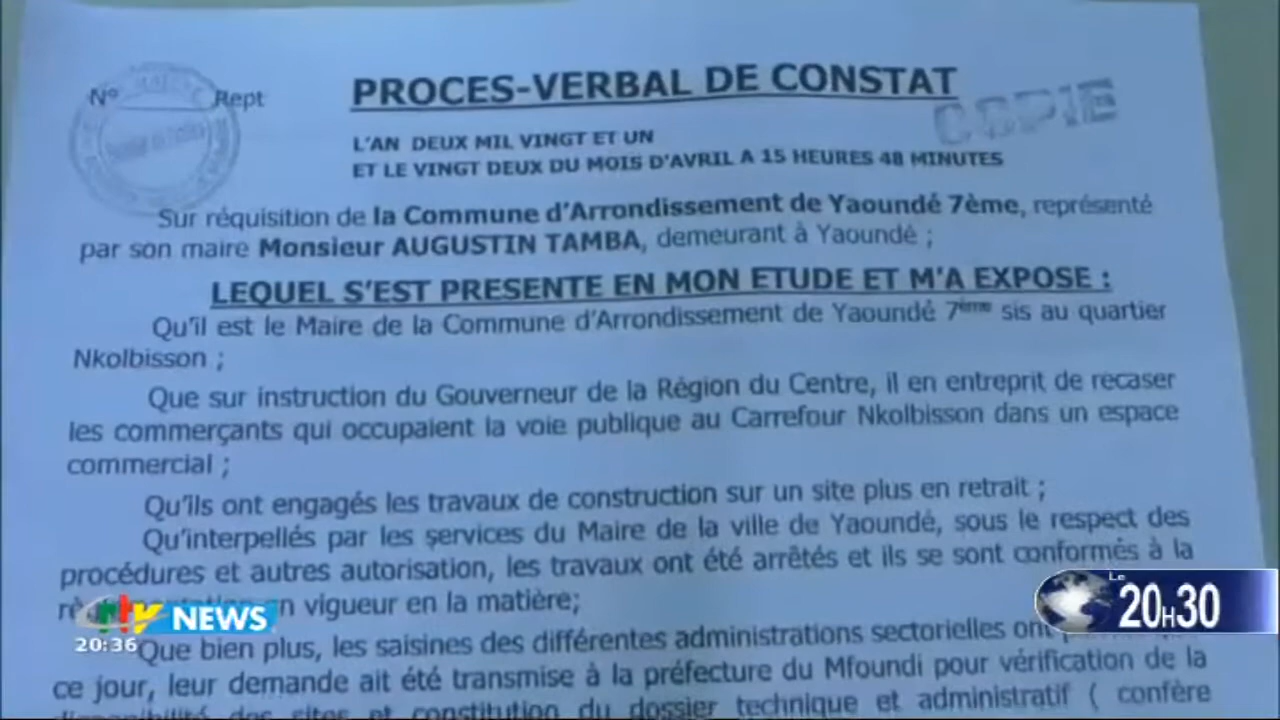 N° Rept
PROCES-VERBAL DE CONSTAT
COPIE
L'AN DEUX MIL VINGT ET UN
ET LE VINGT DEUX DU MOIS D'AVRIL A 15 HEURES 48 MINUTES
Sur réquisition de la Commune d'Arrondissement de Yaoundé 7ème, représenté
par son maire Monsieur AUGUSTIN TAMBA, demeurant à Yaoundé ;
LEQUEL S'EST PRESENTE EN MON ETUDE ET M'A EXPOSE :
Qu'il est le Maire de la Commune d'Arrondissement de Yaoundé 7ème sis au quartier
Nkolbisson ;
Que sur instruction du Gouverneur de la Région du Centre, il en entreprit de recaser
les commerçants qui occupaient la voie publique au Carrefour Nkolbisson dans un espace
commercial ;
Qu'ils ont engagés les travaux de construction sur un site plus en retrait ;
Qu'interpellés par les services du Maire de la ville de Yaoundé, sous le respect des
procédures et autres autorisation, les travaux ont été arrêtés et ils se sont conformés à la
en vigueur en la matière;
Que bien plus, les saisines des différentes administrations sectorielles
ce jour, leur demande ait été transmise à la préfecture du Mfoundi pour vérification de la
disponibilité des sites et constitution du dossier technique et administratif ( confère
NEWS
20:36
Le
20H30